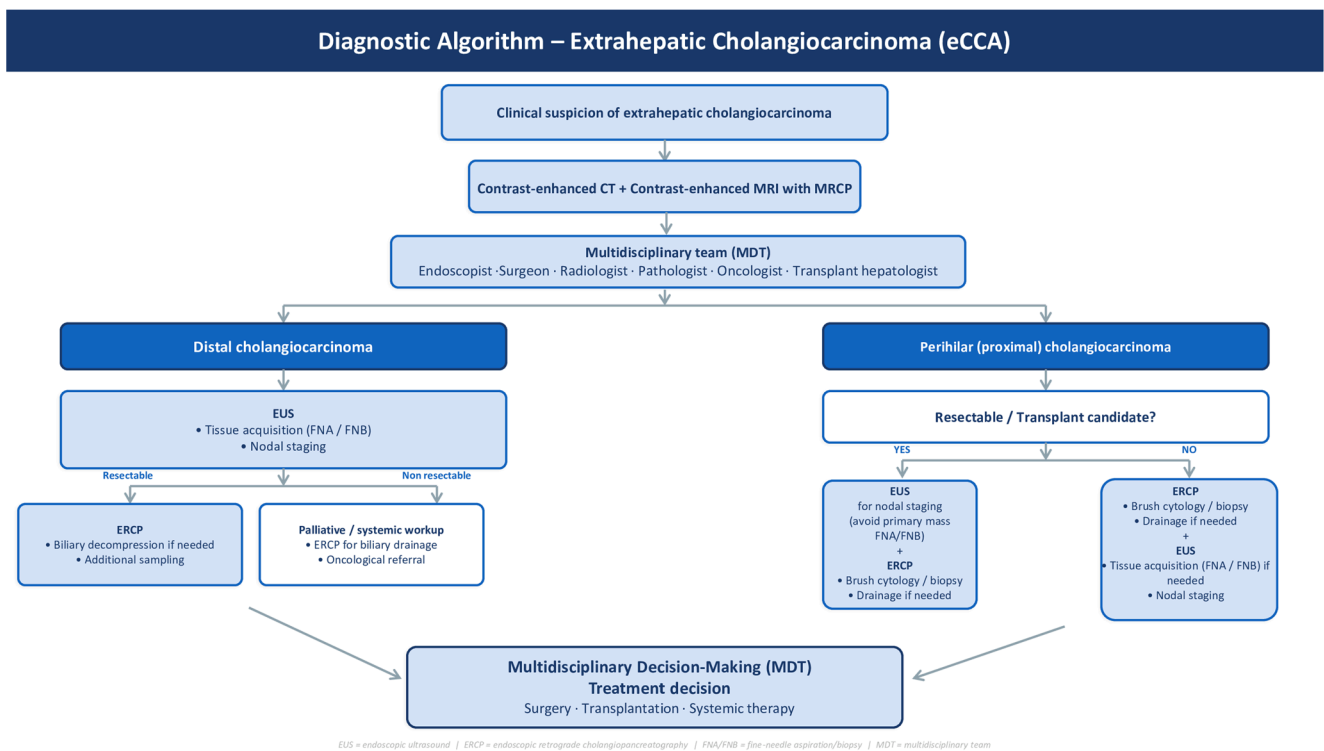 Diagnostic Algorithm – Extrahepatic Cholangiocarcinoma (eCCA)
Clinical suspicion of extrahepatic cholangiocarcinoma
Contrast-enhanced CT + Contrast-enhanced MRI with MRCP
Multidisciplinary team (MDT)
Endoscopist ·Surgeon · Radiologist · Pathologist · Oncologist · Transplant hepatologist
Distal cholangiocarcinoma
EUS
• Tissue acquisition (FNA / FNB)
• Nodal staging
Resectable
Non resectable
ERCP
• Biliary decompression if needed
• Additional sampling
Palliative / systemic workup
• ERCP for biliary drainage
• Oncological referral
Perihilar (proximal) cholangiocarcinoma
Resectable / Transplant candidate?
YES
NO
EUS
for nodal staging
(avoid primary mass
FNA/FNB)
+
ERCP
• Brush cytology / biopsy
• Drainage if needed
ERCP
• Brush cytology / biopsy
• Drainage if needed
+
EUS
• Tissue acquisition (FNA / FNB) if
needed
• Nodal staging
Multidisciplinary Decision-Making (MDT)
Treatment decision
Surgery · Transplantation · Systemic therapy
EUS = endoscopic ultrasound | ERCP = endoscopic retrograde cholangiopancreatography | FNA/FNB = fine-needle aspiration/biopsy | MDT = multidisciplinary team